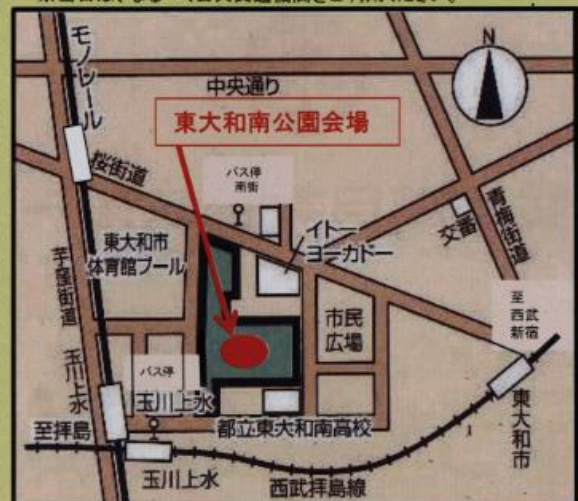 モノレール
中央通り
N
東大和南公園会場
桜街道
バス停
南街
青梅街道
交番
東大和市
体育館プール
イトー
ヨーカドー
芋窪街道
市民
広場
至
西武
新宿
玉川上水
バス停
玉川上水
都立東大和南高校
東大和市
至拝島
玉川上水
西武拝島線